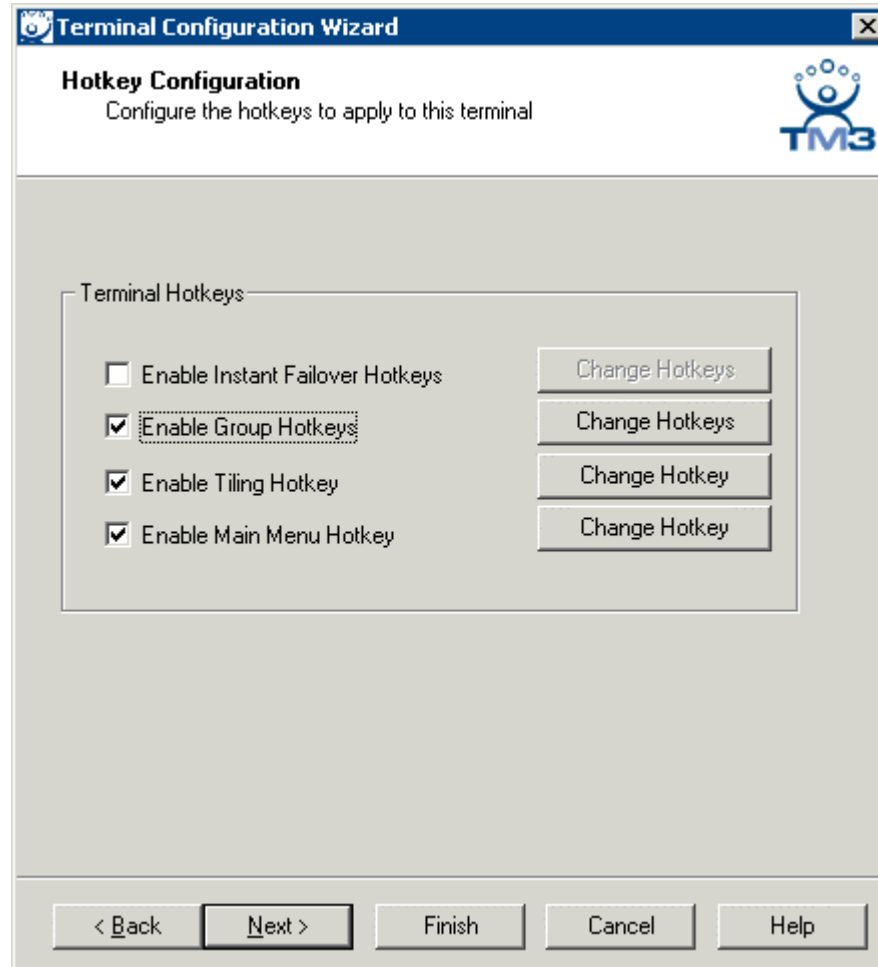 Terminal Configuration Wizard
Hotkey Configuration
Configure the hotkeys to apply to this terminal
TM3
Terminal Hotkeys
Enable Instant Failover Hotkeys Change Hotkeys
Enable Group Hotkeys Change Hotkeys
Enable Tiling Hotkey Change Hotkey
Enable Main Menu Hotkey Change Hotkey
< Back Next > Finish Cancel Help